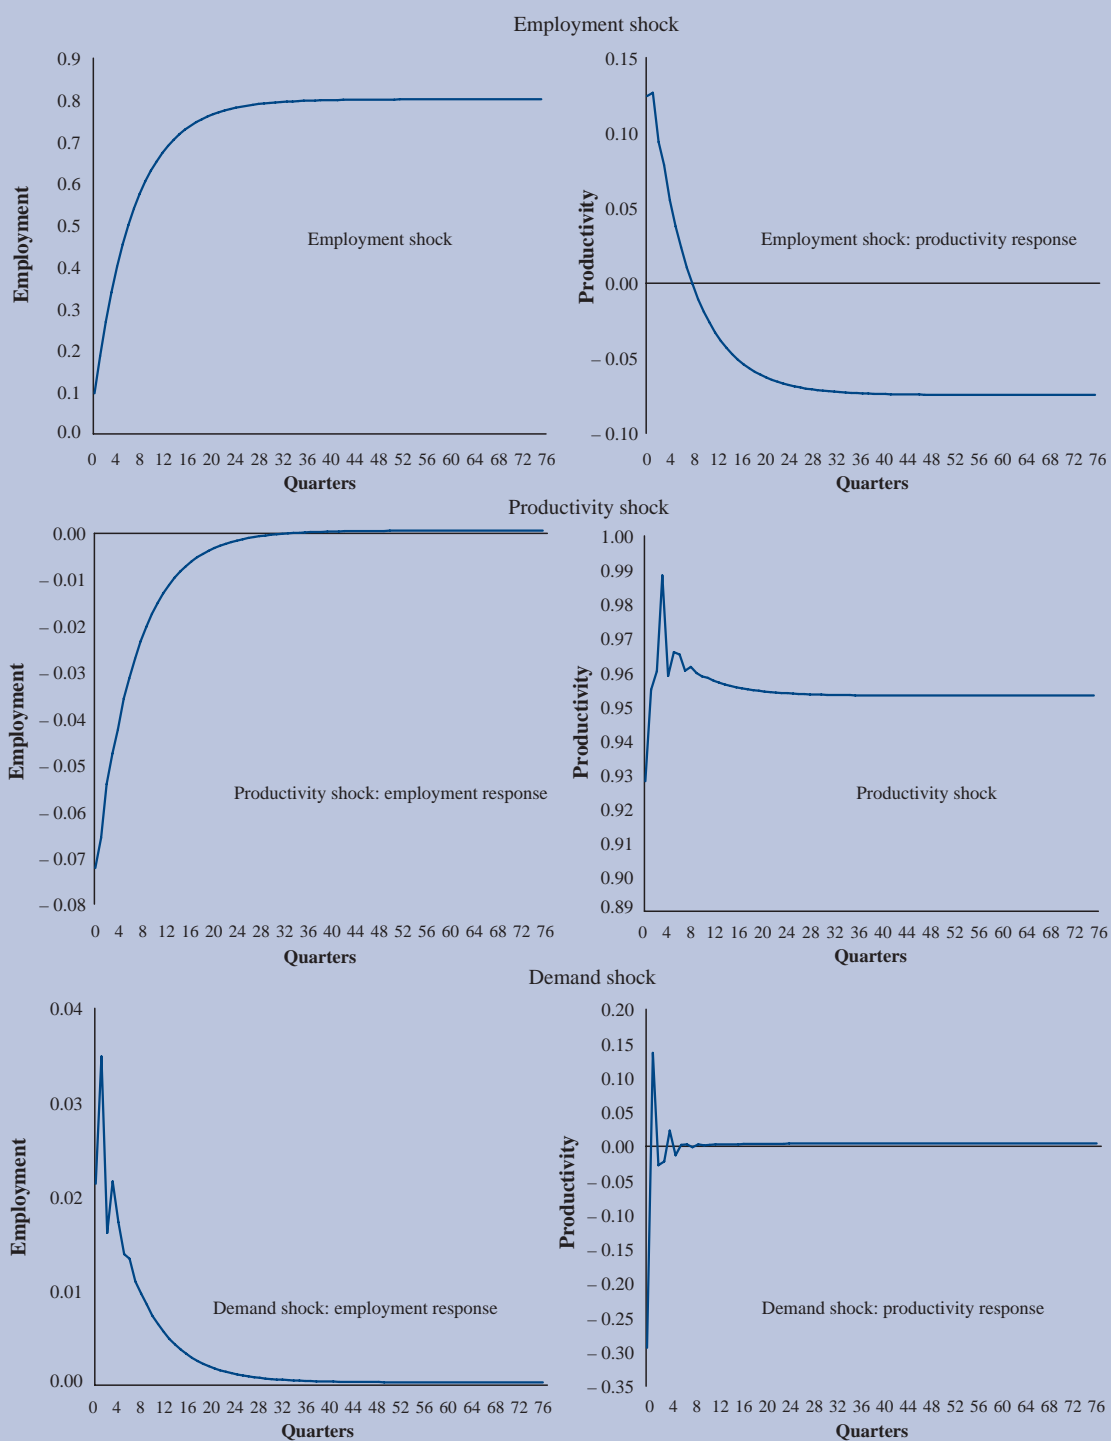 Employment shock
0.9
0.8
0.7
0.6
0.5
0.4
0.3
0.2
0.1
0.0
Employment
Employment shock
0 4 8 12 16 20 24 28 32 36 40 44 48 52 56 60 64 68 72 76
Quarters
0.15
0.10
0.05
0.00
– 0.05
– 0.10
Productivity
Employment shock: productivity response
0 4 8 12 16 20 24 28 32 36 40 44 48 52 56 60 64 68 72 76
Quarters
Productivity shock
0.00
– 0.01
– 0.02
– 0.03
– 0.04
– 0.05
– 0.06
– 0.07
– 0.08
Employment
Productivity shock: employment response
0 4 8 12 16 20 24 28 32 36 40 44 48 52 56 60 64 68 72 76
Quarters
1.00
0.99
0.98
0.97
0.96
0.95
0.94
0.93
0.92
0.91
0.90
0.89
Productivity
Productivity shock
0 4 8 12 16 20 24 28 32 36 40 44 48 52 56 60 64 68 72 76
Quarters
Demand shock
0.04
0.03
0.02
0.01
0.00
Employment
Demand shock: employment response
0 4 8 12 16 20 24 28 32 36 40 44 48 52 56 60 64 68 72 76
Quarters
0.20
0.15
0.10
0.05
0.00
– 0.05
– 0.10
– 0.15
– 0.20
– 0.25
– 0.30
– 0.35
Productivity
Demand shock: productivity response
0 4 8 12 16 20 24 28 32 36 40 44 48 52 56 60 64 68 72 76
Quarters